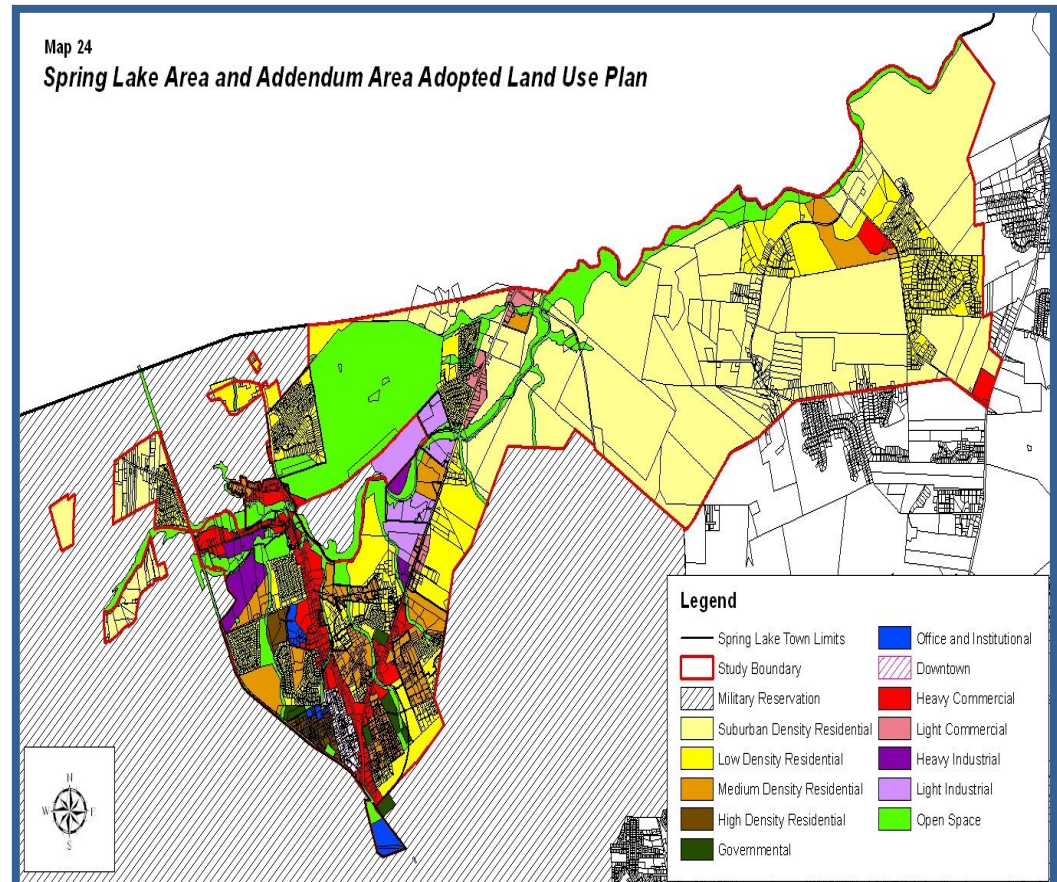 Map 24
Spring Lake Area and Addendum Area Adopted Land Use Plan
N
W E
S
Legend
Spring Lake Town Limits
Study Boundary
Military Reservation
Suburban Density Residential
Low Density Residential
Medium Density Residential
High Density Residential
Governmental
Office and Institutional
Downtown
Heavy Commercial
Light Commercial
Heavy Industrial
Light Industrial
Open Space